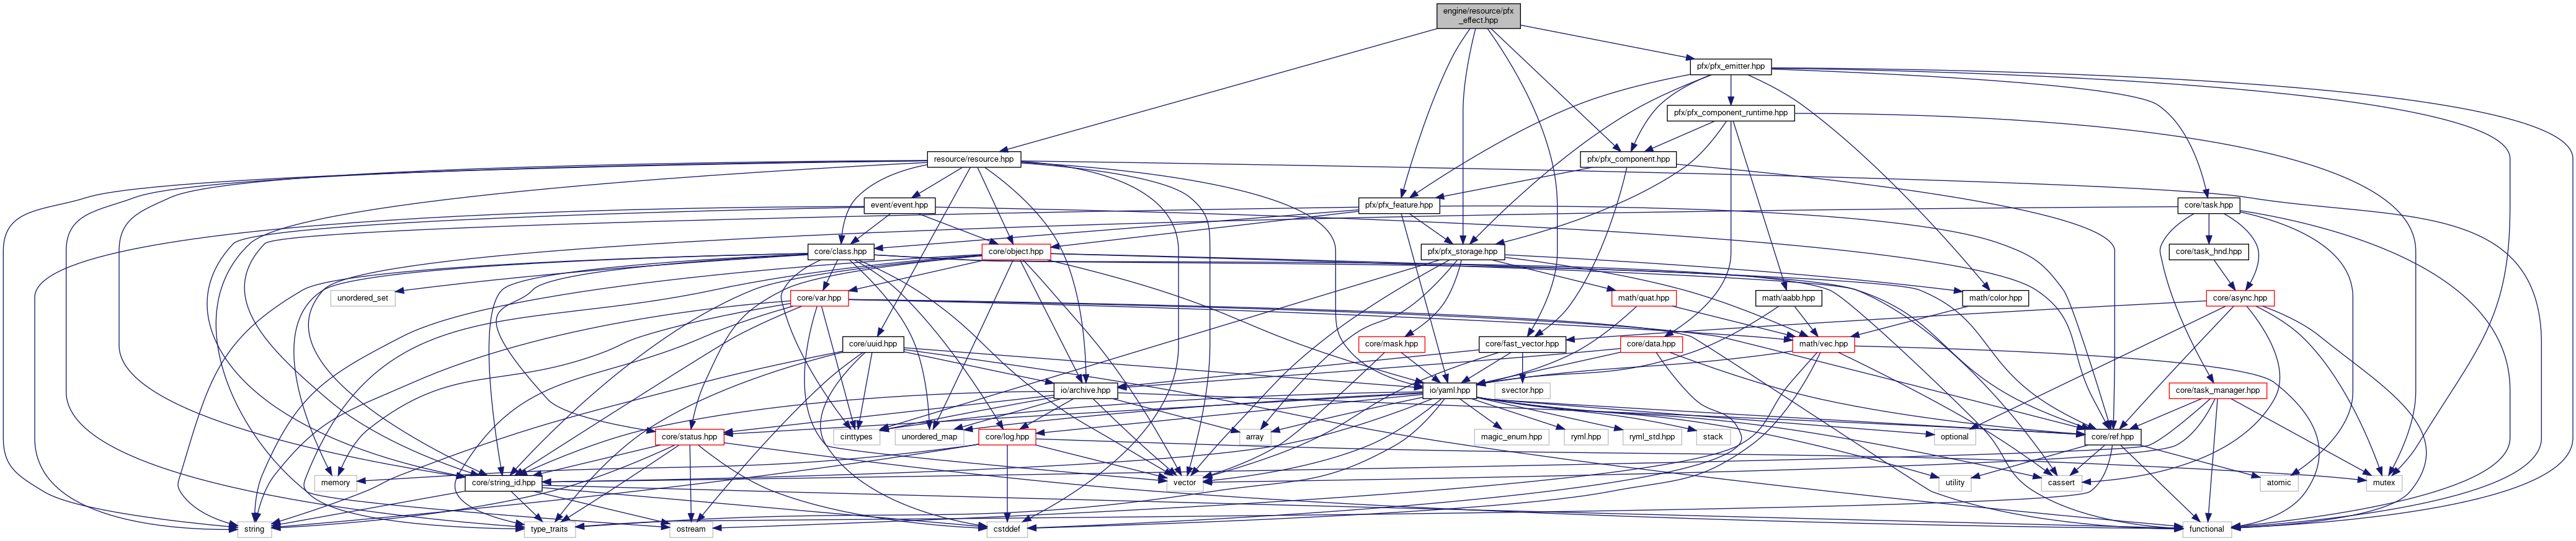 engine/resource/pfx
_effect.hpp
pfx/pfx_emitter.hpp
pfx/pfx_component_runtime.hpp
resource/resource.hpp
pfx/pfx_component.hpp
event/event.hpp
pfx/pfx_feature.hpp
core/task.hpp
core/class.hpp
core/object.hpp
pfx/pfx_storage.hpp
core/task_hnd.hpp
unordered_set
core/var.hpp
math/quat.hpp
math/aabb.hpp
math/color.hpp
core/async.hpp
core/uuid.hpp
core/mask.hpp
core/fast_vector.hpp
core/data.hpp
math/vec.hpp
io/archive.hpp
io/yaml.hpp
svector.hpp
core/task_manager.hpp
core/status.hpp
cinttypes
unordered_map
core/log.hpp
array
magic_enum.hpp
ryml.hpp
ryml_std.hpp
stack
optional
core/ref.hpp
memory
core/string_id.hpp
vector
utility
cassert
atomic
mutex
string
type_traits
ostream
cstddef
functional